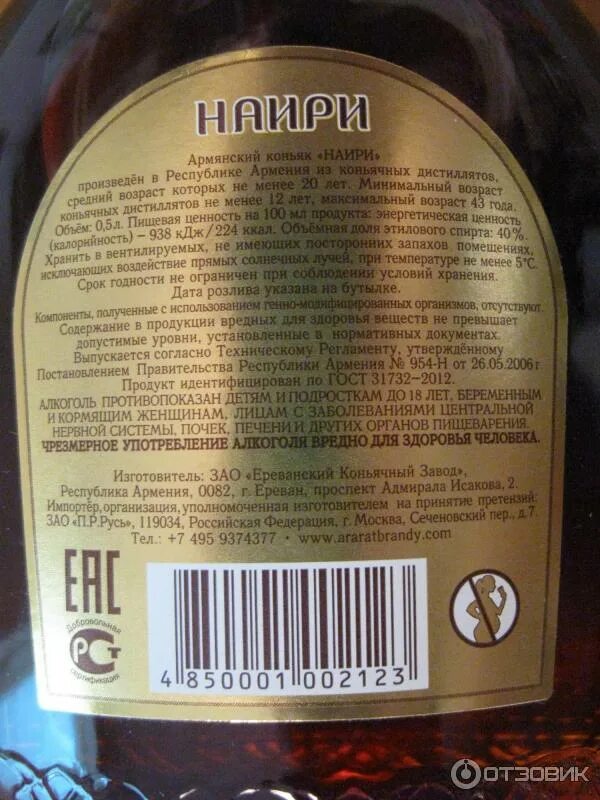 НАИРИ
Армянский коньяк «НАИРИ»
произведён в Республике Армения из коньячных дистиллятов,
средний возраст которых не менее 20 лет. Минимальный возраст
коньячных дистиллятов не менее 12 лет, максимальный возраст 43 года.
Объём: 0,5л. Пищевая ценность на 100 мл продукта: энергетическая ценность
(калорийность) – 938 кДж/224 ккал. Объёмная доля этилового спирта: 40%.
Хранить в вентилируемых, не имеющих посторонних запахов помещениях,
исключающих воздействие прямых солнечных лучей, при температуре не менее 5°С.
Срок годности не ограничен при соблюдении условий хранения.
Дата розлива указана на бутылке.
Компоненты, полученные с использованием генно-модифицированных организмов, отсутствуют.
Содержание в продукции вредных для здоровья веществ не превышает
допустимые уровни, установленные в нормативных документах.
Выпускается согласно Техническому Регламенту, утверждённому
Постановлением Правительства Республики Армения № 954-Н от 26.05.2006г.
Продукт идентифицирован по ГОСТ 31732-2012.
АЛКОГОЛЬ ПРОТИВОПОКАЗАН ДЕТЯМ И ПОДРОСТКАМ ДО 18 ЛЕТ, БЕРЕМЕННЫМ
И КОРМЯЩИМ ЖЕНЩИНАМ, ЛИЦАМ С ЗАБОЛЕВАНИЯМИ ЦЕНТРАЛЬНОЙ
НЕРВНОЙ СИСТЕМЫ, ПОЧЕК, ПЕЧЕНИ И ДРУГИХ ОРГАНОВ ПИЩЕВАРЕНИЯ.
ЧРЕЗМЕРНОЕ УПОТРЕБЛЕНИЕ АЛКОГОЛЯ ВРЕДНО ДЛЯ ЗДОРОВЬЯ ЧЕЛОВЕКА.
Изготовитель: ЗАО «Ереванский Коньячный Завод»,
Республика Армения, 0082, г. Ереван, проспект Адмирала Исакова, 2.
Импортёр, организация, уполномоченная изготовителем на принятие претензий:
ЗАО «П.Р.Русь», 119034, Российская Федерация, г. Москва, Сеченовский пер., д.7.
Тел.: +7 495 9374377 • www.araratbrandy.com
ЕАС
Добровольная
РСТ
сертификация
4 850001 002123
ОТЗОВИК